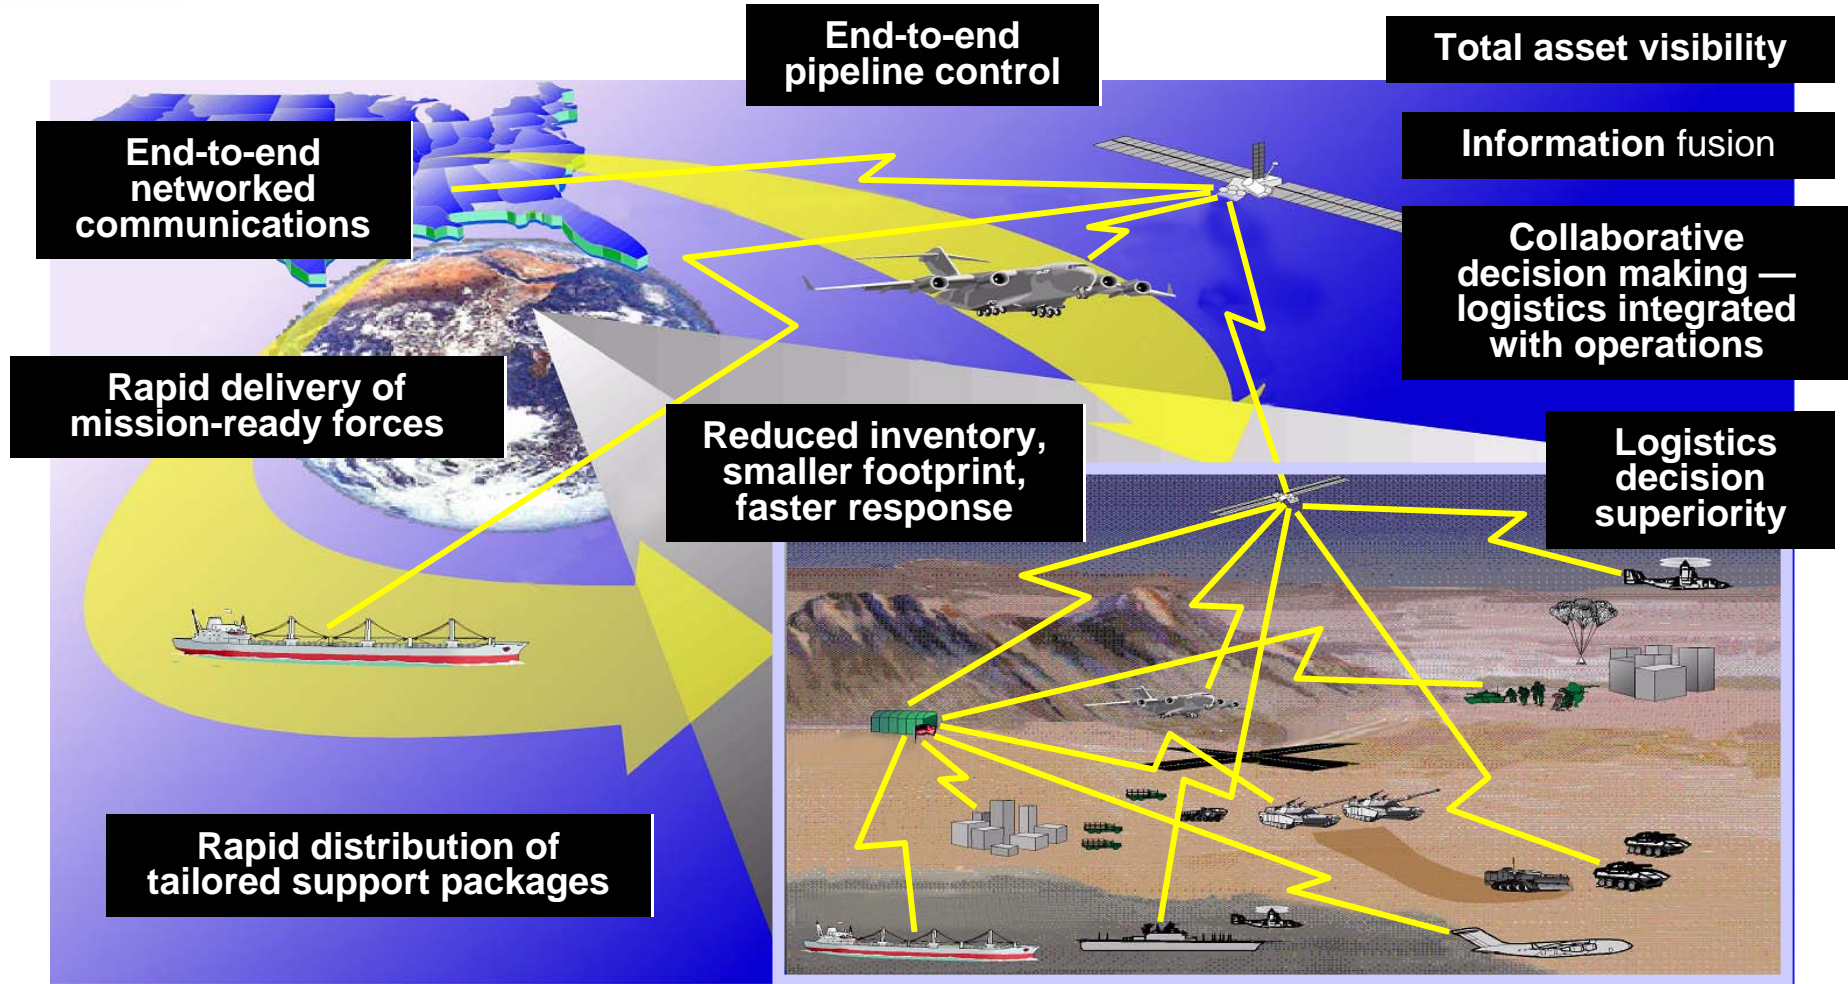 End-to-end
pipeline control
Total asset visibility
End-to-end
networked
communications
Information fusion
Collaborative
decision making —
logistics integrated
with operations
Rapid delivery of
mission-ready forces
Reduced inventory,
smaller footprint,
faster response
Logistics
decision
superiority
Rapid distribution of
tailored support packages